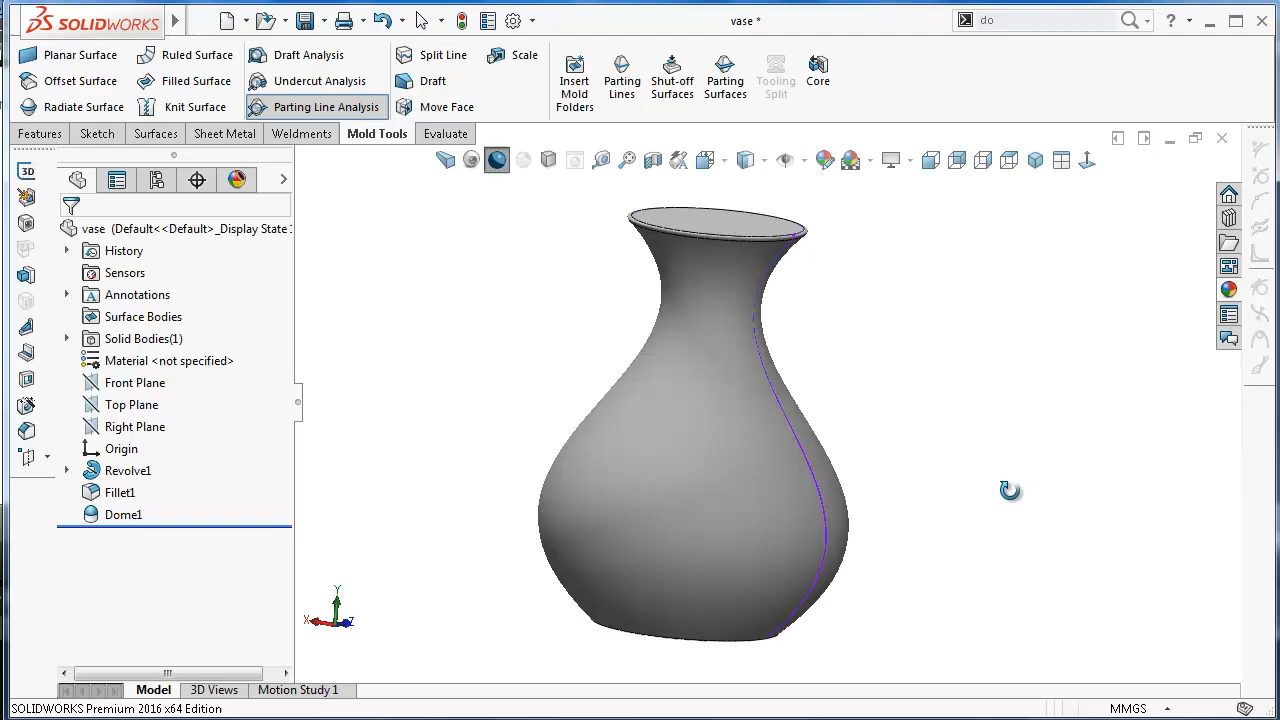 SOLIDWORKS
vase *
do
Planar Surface
Ruled Surface
Draft Analysis
Split Line
Scale
Offset Surface
Filled Surface
Undercut Analysis
Draft
Radiate Surface
Knit Surface
Parting Line Analysis
Move Face
Insert Mold Folders
Parting Lines
Shut-off Surfaces
Parting Surfaces
Tooling Split
Core
Features
Sketch
Surfaces
Sheet Metal
Weldments
Mold Tools
Evaluate
3D
vase (Default<<Default>_Display State
History
Sensors
Annotations
Surface Bodies
Solid Bodies(1)
Material <not specified>
Front Plane
Top Plane
Right Plane
Origin
Revolve1
Fillet1
Dome1
Y
X
Z
Model
3D Views
Motion Study 1
SOLIDWORKS Premium 2016 x64 Edition
MMGS